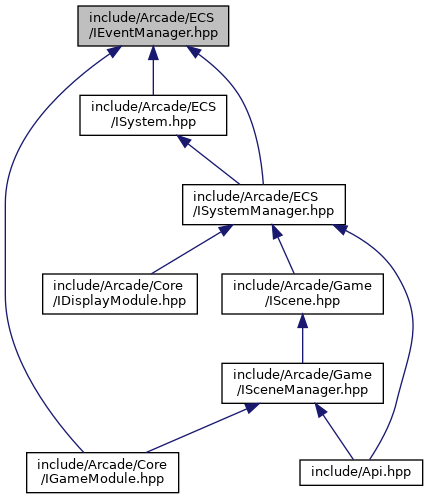 include/Arcade/ECS
/IEventManager.hpp
include/Arcade/ECS
/ISystem.hpp
include/Arcade/ECS
/ISystemManager.hpp
include/Arcade/Core
/IDisplayModule.hpp
include/Arcade/Game
/IScene.hpp
include/Arcade/Game
/ISceneManager.hpp
include/Arcade/Core
/IGameModule.hpp
include/Api.hpp